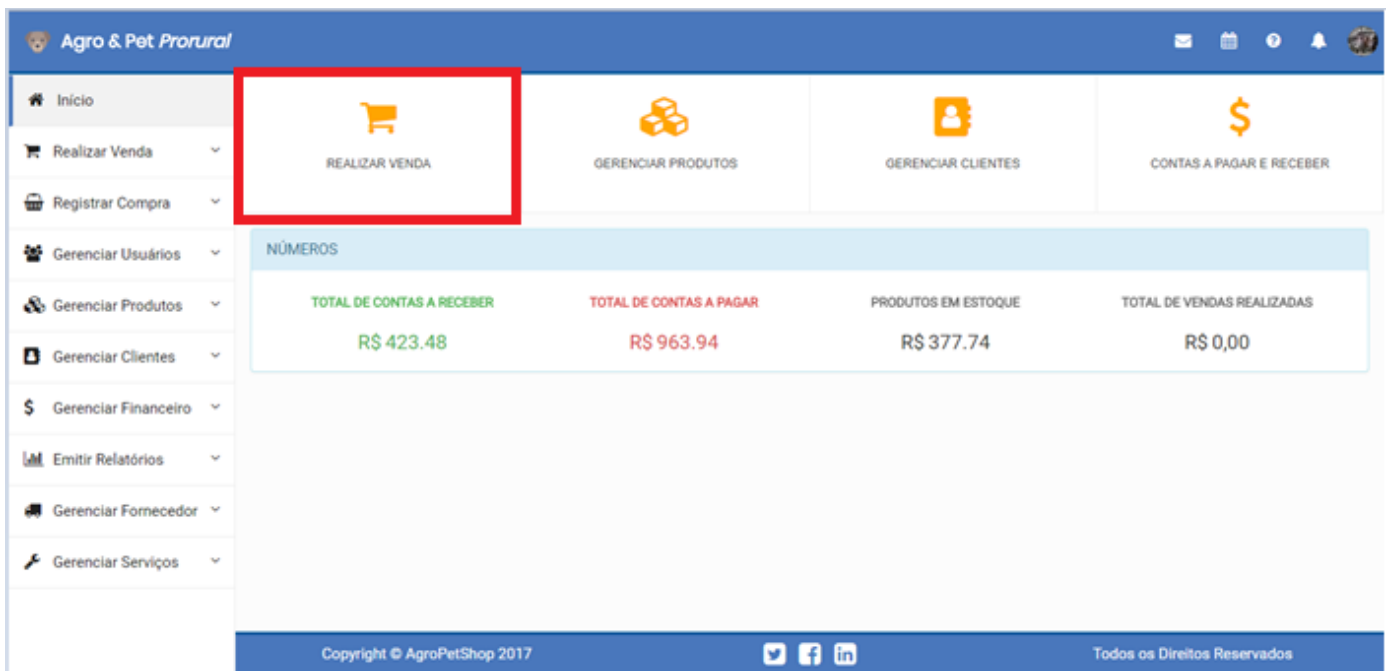 Agro & Pet Prorural
Início
Realizar Venda
Registrar Compra
Gerenciar Usuários
Gerenciar Produtos
Gerenciar Clientes
$ Gerenciar Financeiro
Emitir Relatórios
Gerenciar Fornecedor
Gerenciar Serviços
REALIZAR VENDA
GERENCIAR PRODUTOS
GERENCIAR CLIENTES
$
CONTAS A PAGAR E RECEBER
NÚMEROS
TOTAL DE CONTAS A RECEBER
R$ 423.48
TOTAL DE CONTAS A PAGAR
R$ 963.94
PRODUTOS EM ESTOQUE
R$ 377.74
TOTAL DE VENDAS REALIZADAS
R$ 0,00
Copyright © AgroPetShop 2017
Todos os Direitos Reservados